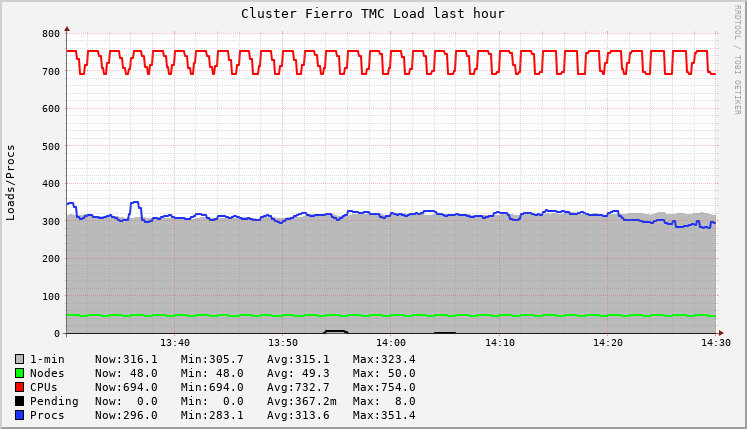 Cluster Fierro TMC Load last hour
RRDTOOL / TOBI OETIKER
Loads/Procs
800
700
600
500
400
300
200
100
0
13:40 13:50 14:00 14:10 14:20 14:30
1-min Now:316.1 Min:305.7 Avg:315.1 Max:323.4
Nodes Now: 48.0 Min: 48.0 Avg: 49.3 Max: 50.0
CPUs Now:694.0 Min:694.0 Avg:732.7 Max:754.0
Pending Now: 0.0 Min: 0.0 Avg:367.2m Max: 8.0
Procs Now:296.0 Min:283.1 Avg:313.6 Max:351.4